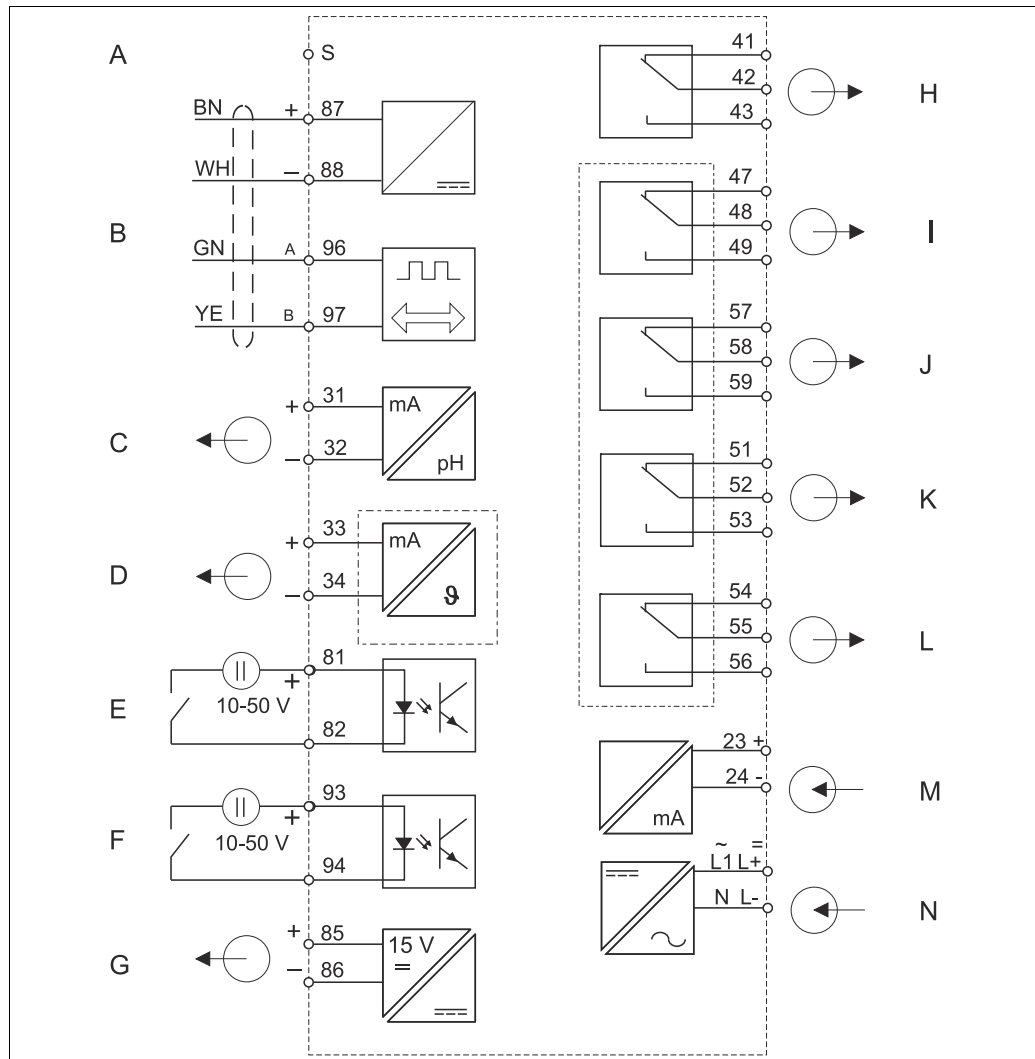 A
S
BN + 87
WH – 88
B
GN A 96
YE B 97
C
+ 31
mA
– 32
pH
D
+ 33
mA
– 34
ϑ
E
81
+
10-50 V
82
F
93
+
10-50 V
94
G
+ 85
15 V
=
– 86
41
42
43
H
47
48
49
I
57
58
59
J
51
52
53
K
54
55
56
L
23 +
24 -
mA
M
~ =
L1 L+
N L-
N